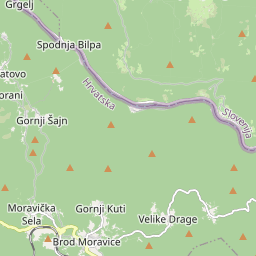 Grgelj
Spodnja Bilpa
atovo
orani
Hrvatska
Slovenija
Gornji Šajn
Moravička
Sela
Gornji Kuti
Velike Drage
Brod Moravice